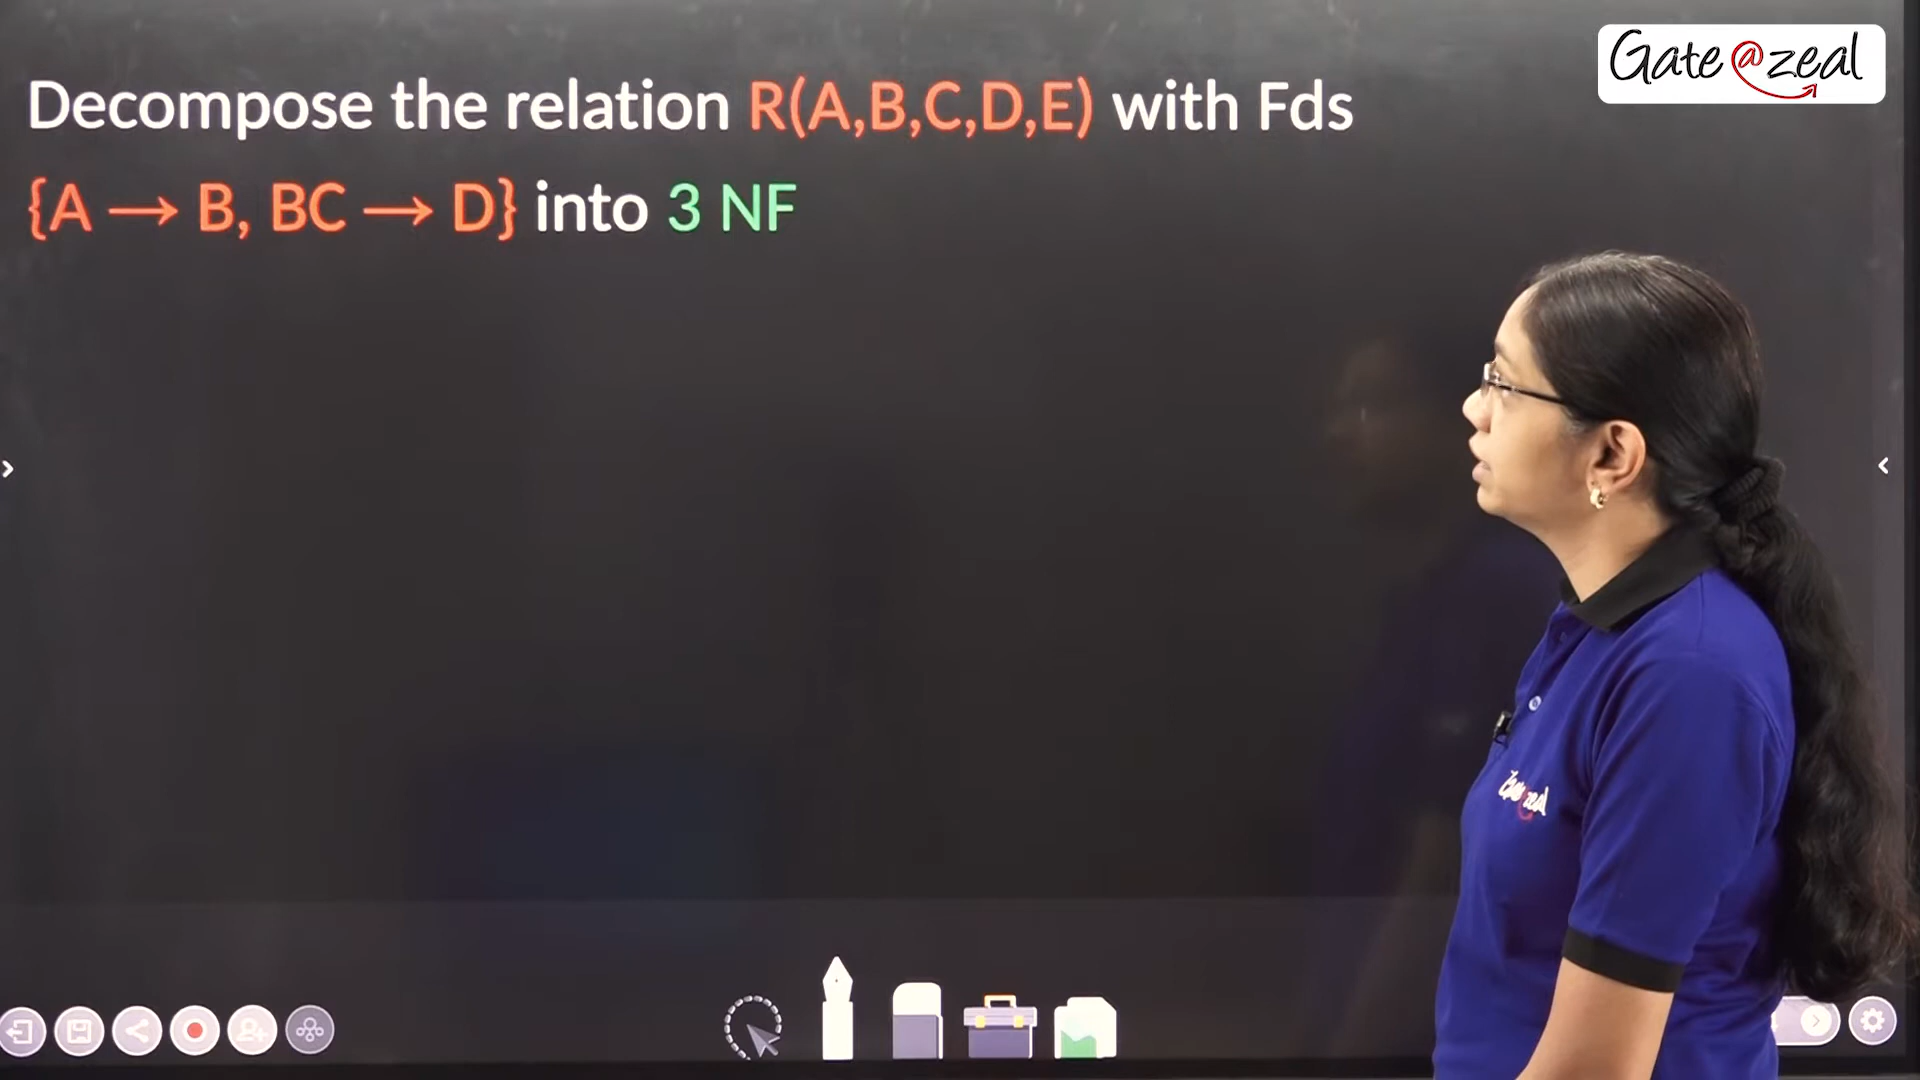 Gate@zeal
Decompose the relation R(A,B,C,D,E) with Fds
{A → B, BC → D} into 3 NF